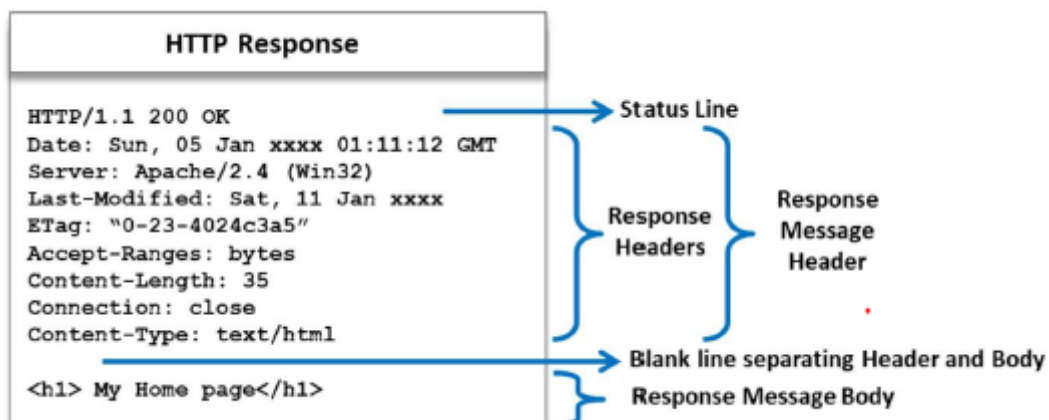 HTTP Response
HTTP/1.1 200 OK
Date: Sun, 05 Jan xxxx 01:11:12 GMT
Server: Apache/2.4 (Win32)
Last-Modified: Sat, 11 Jan xxxx
ETag: “0-23-4024c3a5”
Accept-Ranges: bytes
Content-Length: 35
Connection: close
Content-Type: text/html
<h1> My Home page</h1>
Status Line
Response
Headers
Response
Message
Header
Blank line separating Header and Body
Response Message Body